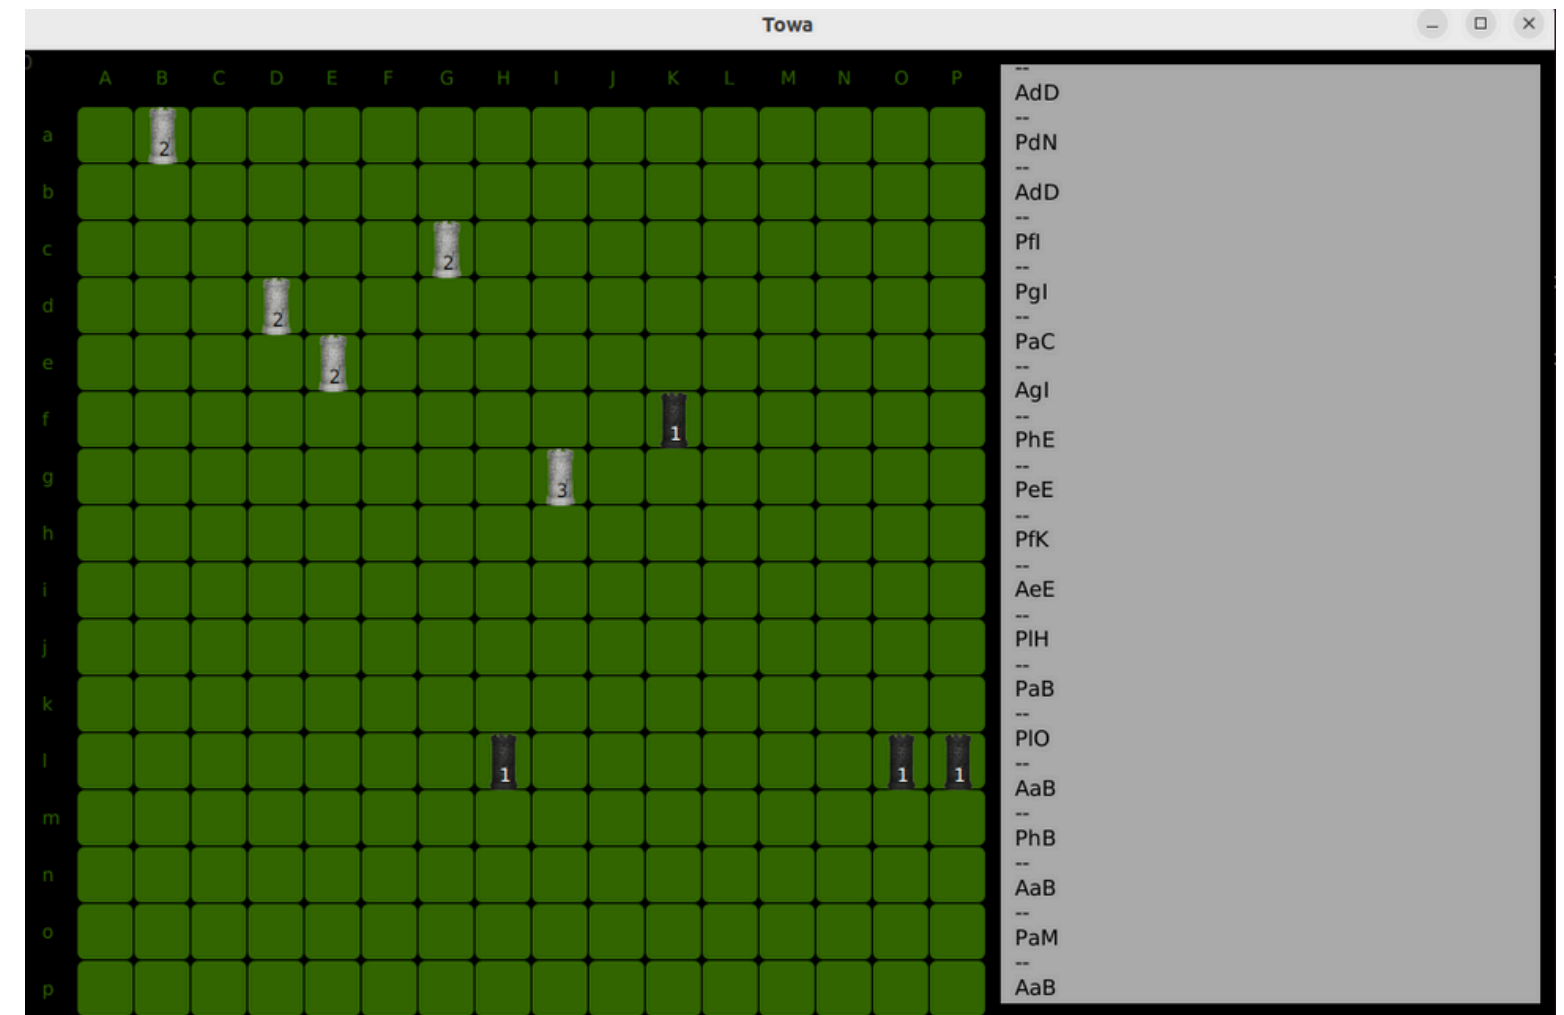 Towa
A B C D E F G H I J K L M N O P
a 2
b
c 2
d 2
e 2
f 1
g 3
h
i
j
k
l 1 1 1
m
n
o
p
--
AdD
--
PdN
--
AdD
--
PfI
--
PgI
--
PaC
--
AgI
--
PhE
--
PeE
--
PfK
--
AeE
--
PlH
--
PaB
--
PlO
--
AaB
--
PhB
--
AaB
--
PaM
--
AaB